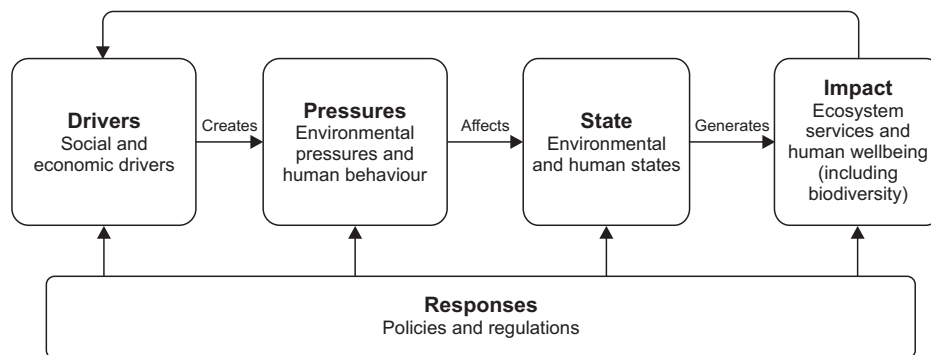 Drivers
Social and
economic drivers
Creates
Pressures
Environmental
pressures and
human behaviour
Affects
State
Environmental
and human states
Generates
Impact
Ecosystem
services and
human wellbeing
(including
biodiversity)
Responses
Policies and regulations